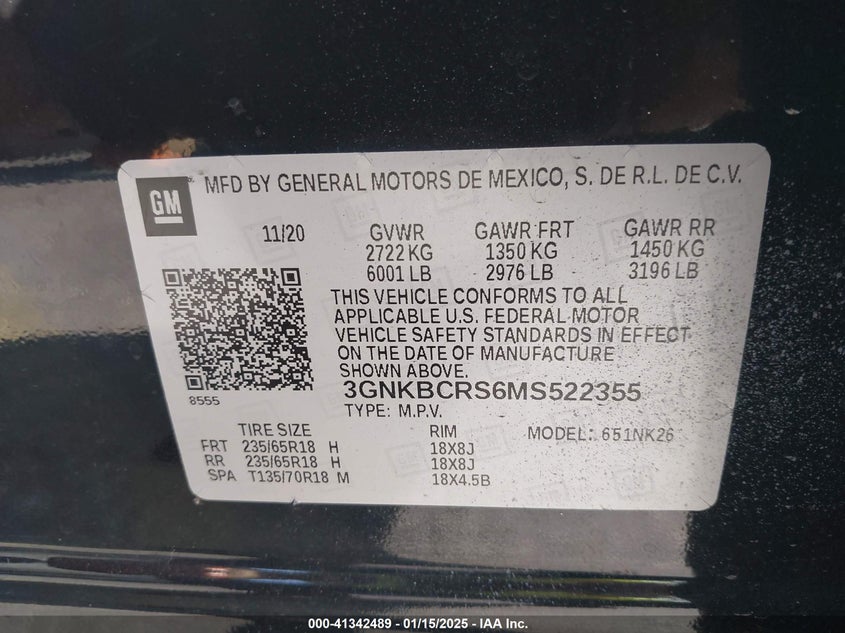 GM
MFD BY GENERAL MOTORS DE MEXICO, S. DE R.L. DE C.V.
11/20 GVWR GAWR FRT GAWR RR
2722 KG 1350 KG 1450 KG
6001 LB 2976 LB 3196 LB
THIS VEHICLE CONFORMS TO ALL
APPLICABLE U.S. FEDERAL MOTOR
VEHICLE SAFETY STANDARDS IN EFFECT
ON THE DATE OF MANUFACTURE
SHOWN ABOVE.
8555
3GNKBCRS6MS522355
TYPE: M.P.V.
TIRE SIZE RIM MODEL: 651NK26
FRT 235/65R18 H 18X8J
RR 235/65R18 H 18X8J
SPA T135/70R18 M 18X4.5B
000-41342489 - 01/15/2025 - IAA Inc.